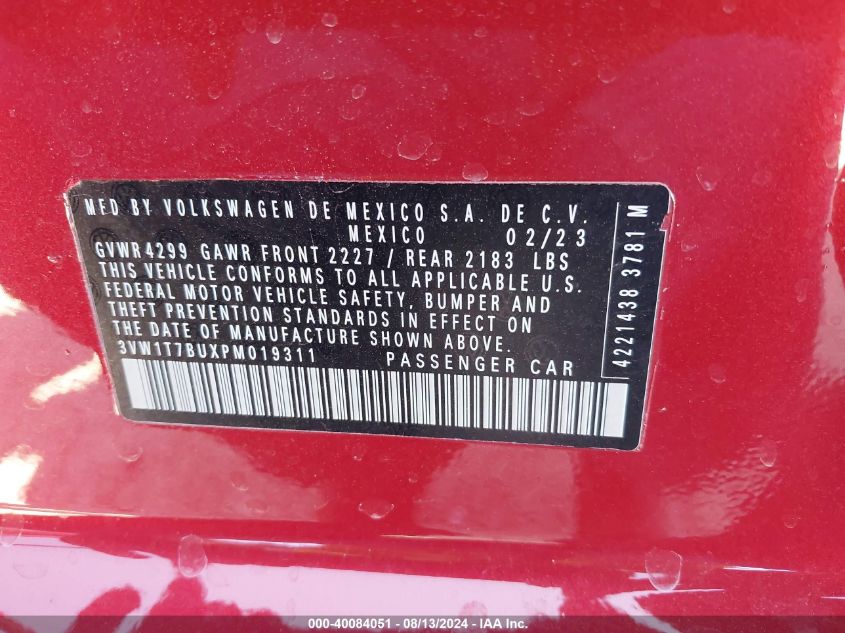 MFD BY VOLKSWAGEN DE MEXICO S.A. DE C.V.
MEXICO 02/23
GVWR 4299 GAWR FRONT 2227 / REAR 2183 LBS
THIS VEHICLE CONFORMS TO ALL APPLICABLE U.S.
FEDERAL MOTOR VEHICLE SAFETY, BUMPER AND
THEFT PREVENTION STANDARDS IN EFFECT ON
THE DATE OF MANUFACTURE SHOWN ABOVE.
3VW1T7BUXPM019311 PASSENGER CAR
4221438 3781 M
000-40084051 - 08/13/2024 - IAA Inc.